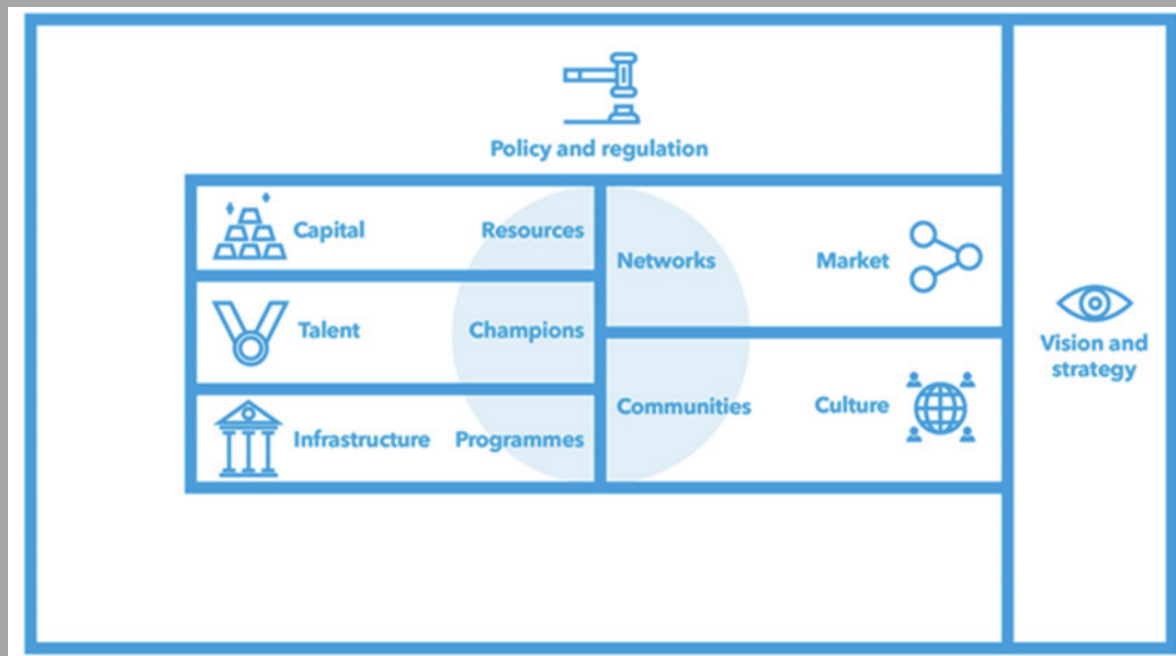 Policy and regulation
Capital Resources
Talent Champions
Infrastructure Programmes
Networks Market
Communities Culture
Vision and
strategy